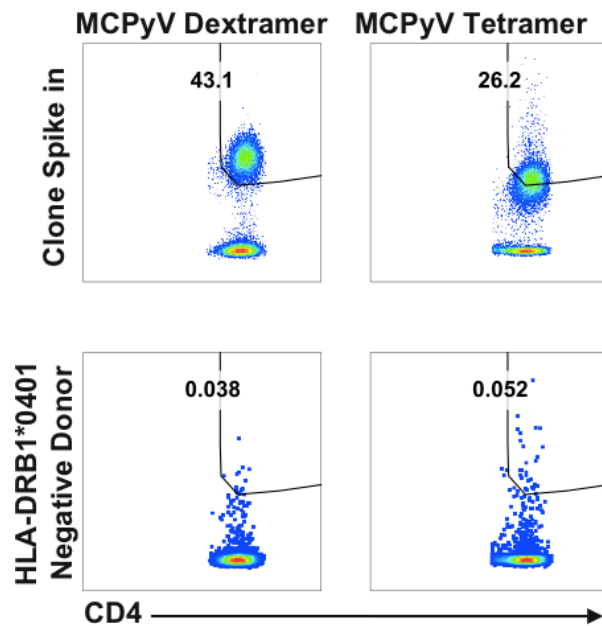 MCPyV Dextramer MCPyV Tetramer
Clone Spike in
43.1
26.2
HLA-DRB1*0401
Negative Donor
0.038
0.052
CD4